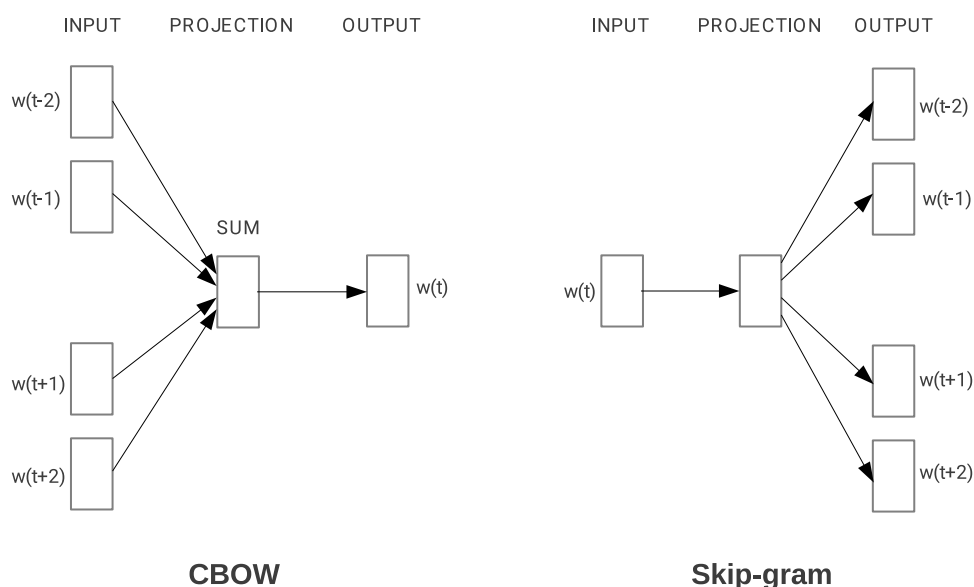 INPUT PROJECTION OUTPUT
w(t-2)
w(t-1)
SUM
w(t)
w(t+1)
w(t+2)
CBOW
INPUT PROJECTION OUTPUT
w(t-2)
w(t-1)
w(t)
w(t+1)
w(t+2)
Skip-gram